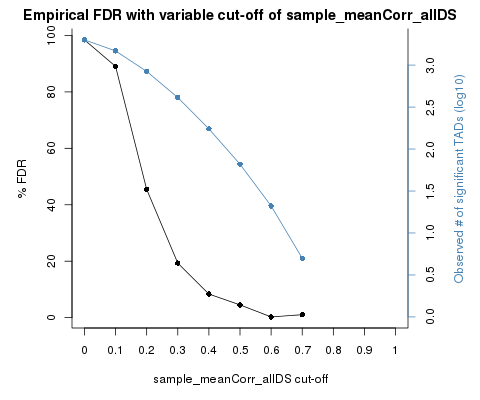 Empirical FDR with variable cut-off of sample_meanCorr_allDS
% FDR
100
80
60
40
20
0
3.0
2.5
2.0
1.5
1.0
0.5
0.0
Observed # of significant TADs (log10)
0 0.1 0.2 0.3 0.4 0.5 0.6 0.7 0.8 0.9 1
sample_meanCorr_allDS cut-off